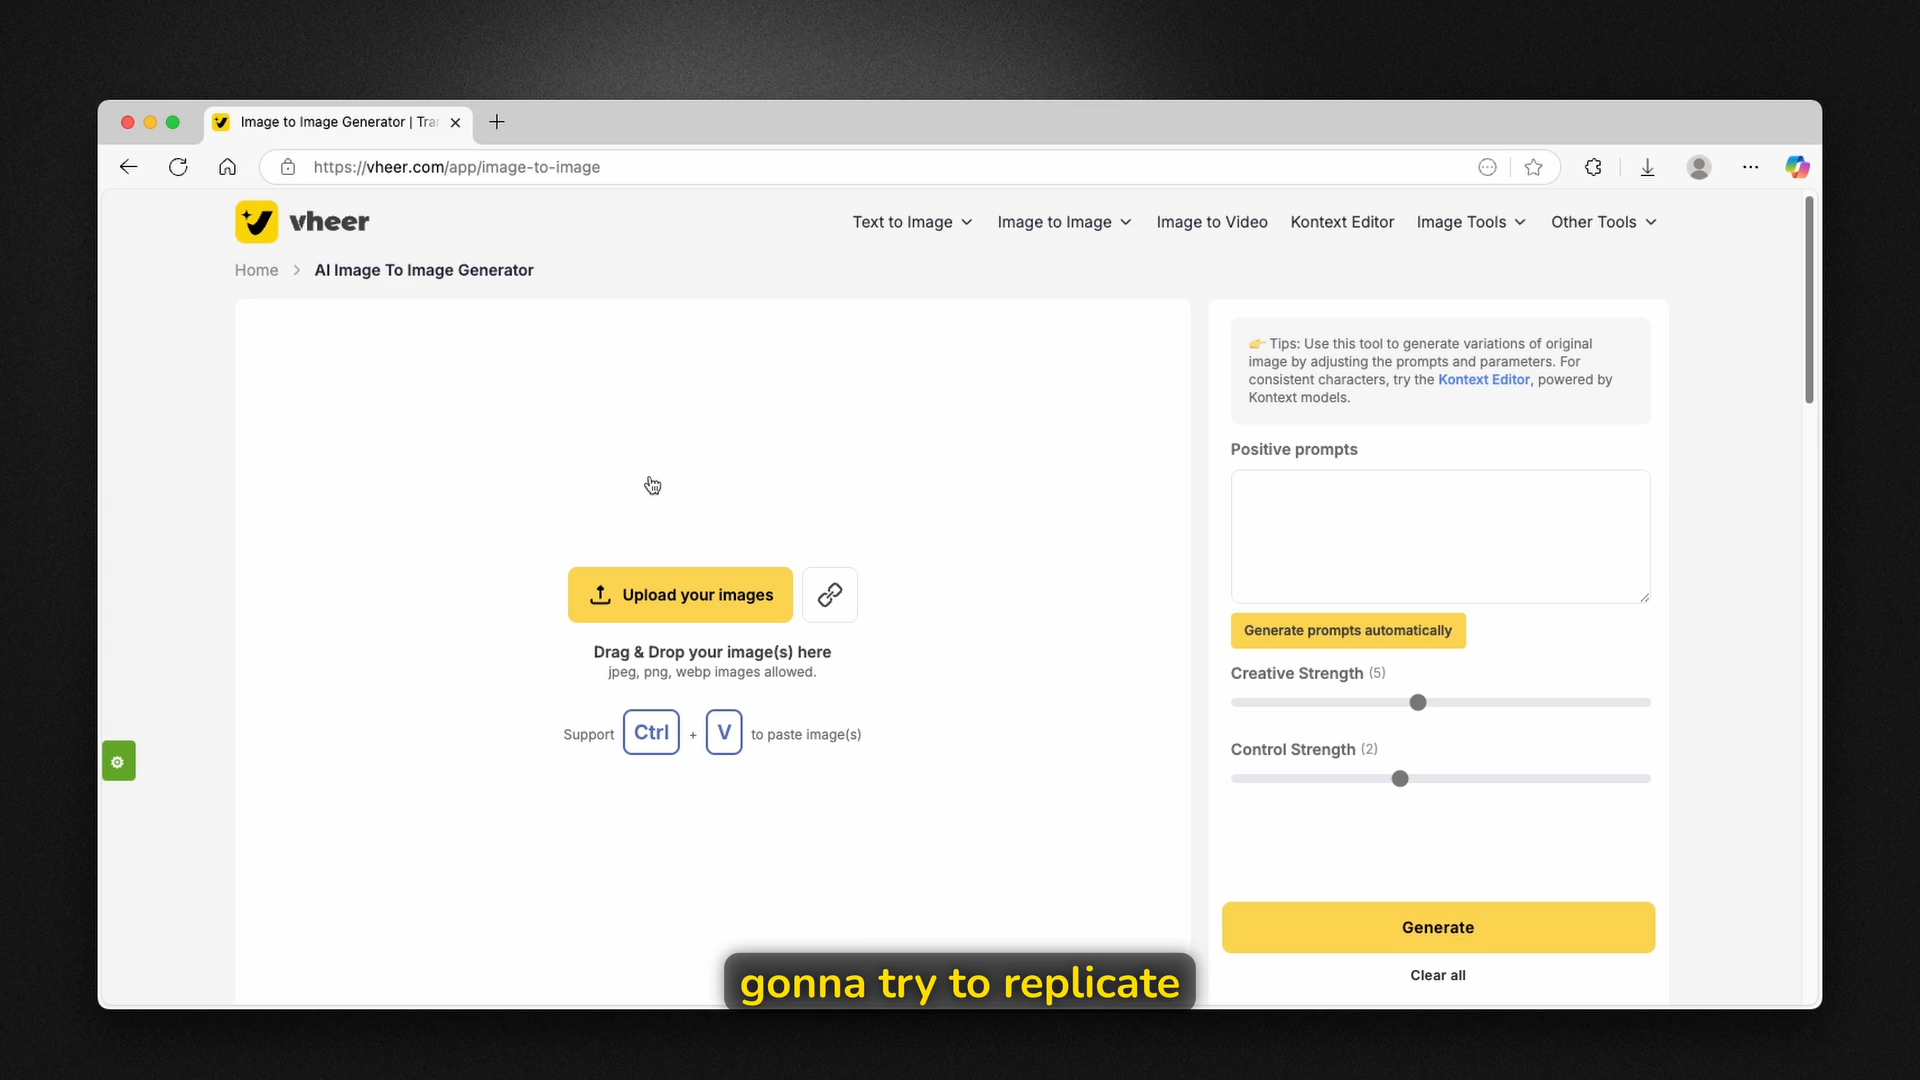 Image to Image Generator | Tra
https://vheer.com/app/image-to-image
vheer
Text to Image
Image to Image
Image to Video
Kontext Editor
Image Tools
Other Tools
Home > AI Image To Image Generator
Upload your images
Drag & Drop your image(s) here
jpeg, png, webp images allowed.
Support Ctrl + V to paste image(s)
👉 Tips: Use this tool to generate variations of original
image by adjusting the prompts and parameters. For
consistent characters, try the Kontext Editor, powered by
Kontext models.
Positive prompts
Generate prompts automatically
Creative Strength (5)
Control Strength (2)
Generate
Clear all
gonna try to replicate